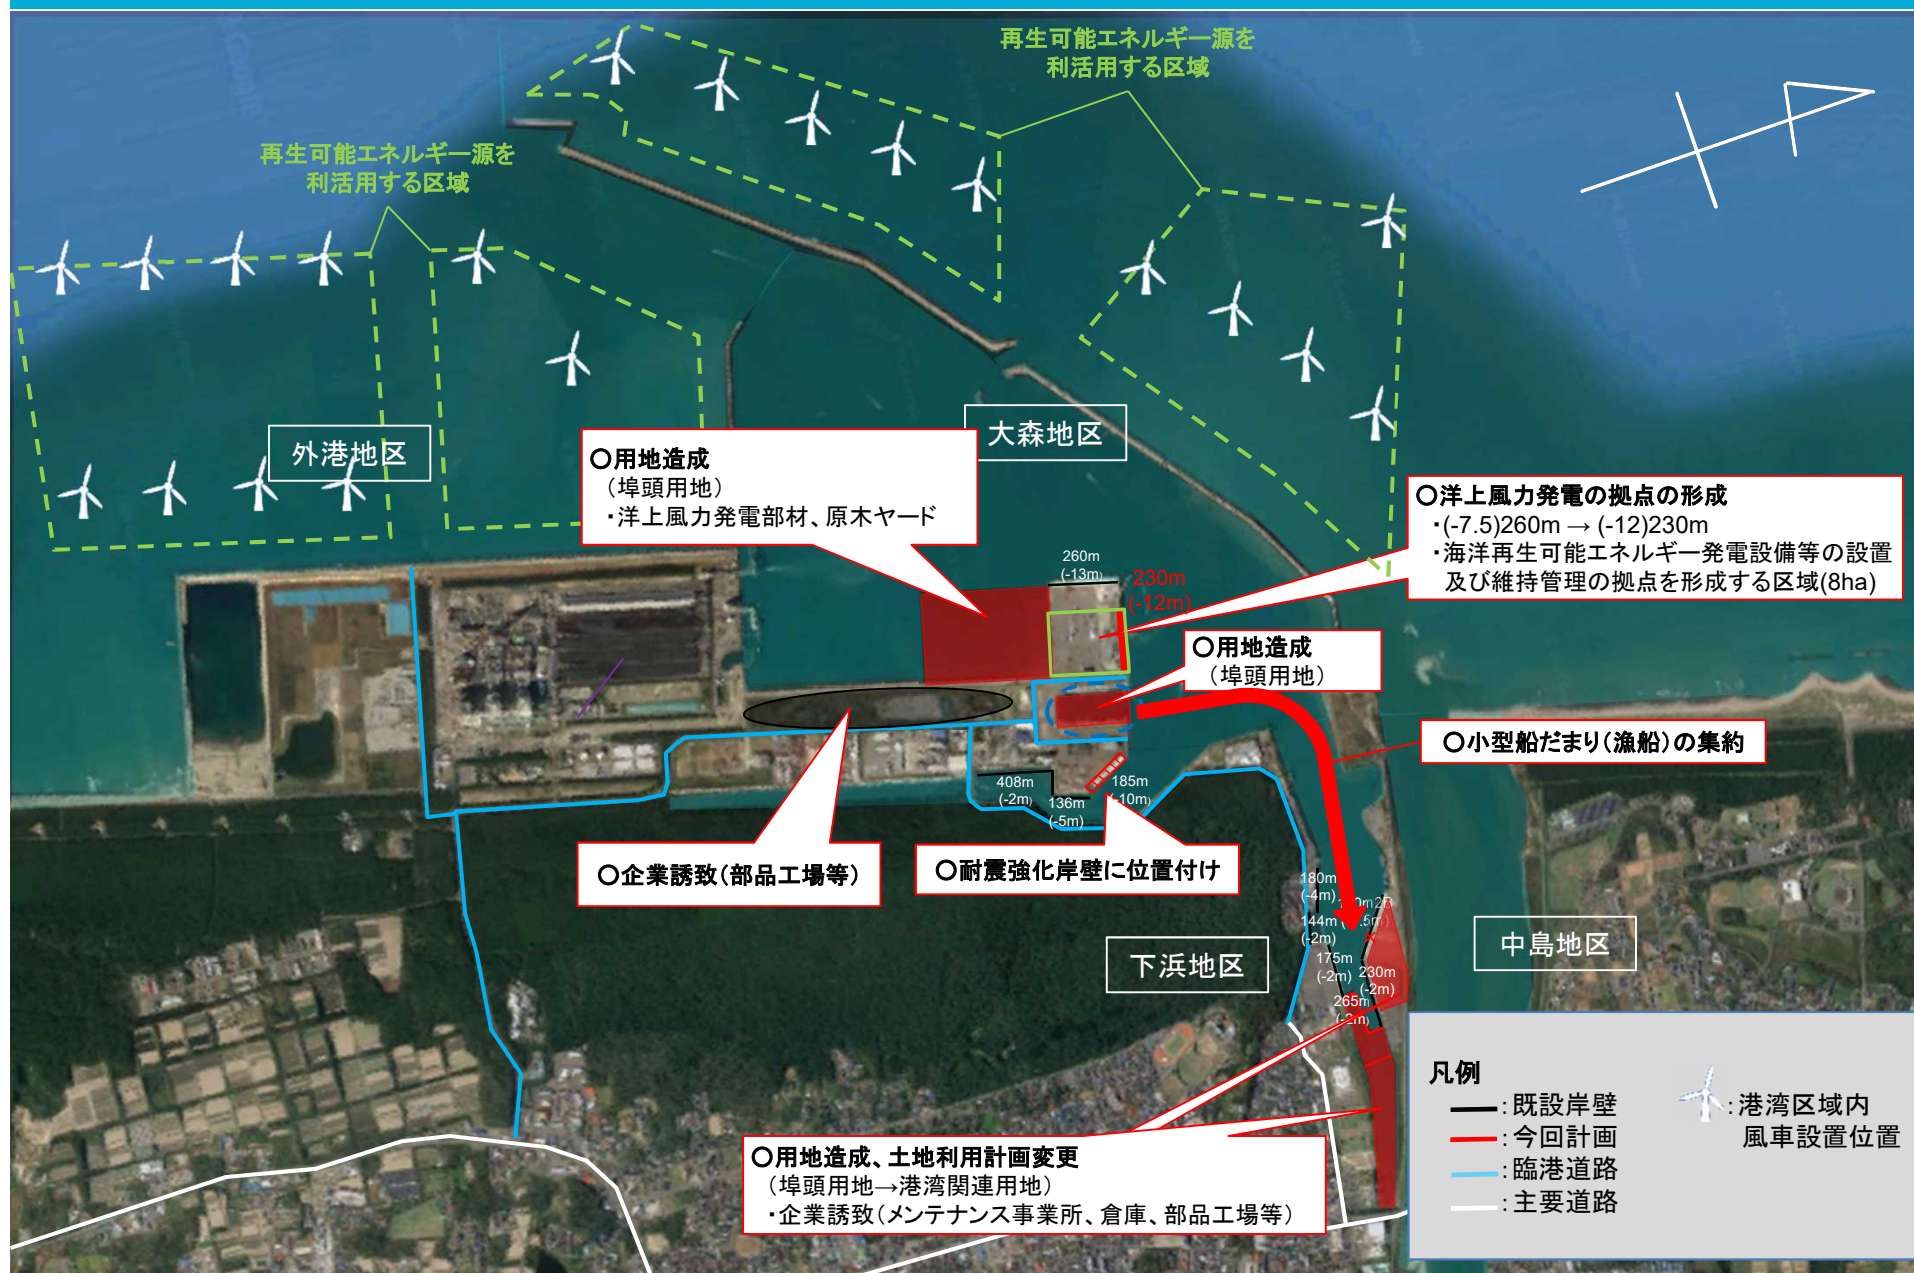 再生可能エネルギー源を
利活用する区域
再生可能エネルギー源を
利活用する区域
外港地区
大森地区
〇用地造成
（埠頭用地）
・洋上風力発電部材、原木ヤード
〇洋上風力発電の拠点の形成
・(-7.5)260m → (-12)230m
・海洋再生可能エネルギー発電設備等の設置
及び維持管理の拠点を形成する区域(8ha)
260m
(-13m)
230m
(-12m)
〇用地造成
（埠頭用地）
〇小型船だまり（漁船）の集約
408m
(-2m)
136m
(-5m)
185m
(-10m)
〇企業誘致（部品工場等）
〇耐震強化岸壁に位置付け
180m
(-4m)
144m
(-2m)
175m
(-2m)
230m
(-2m)
265m
(-2m)
下浜地区
中島地区
〇用地造成、土地利用計画変更
（埠頭用地→港湾関連用地）
・企業誘致（メンテナンス事業所、倉庫、部品工場等）
凡例
：既設岸壁
：今回計画
：臨港道路
：主要道路
：港湾区域内
風車設置位置